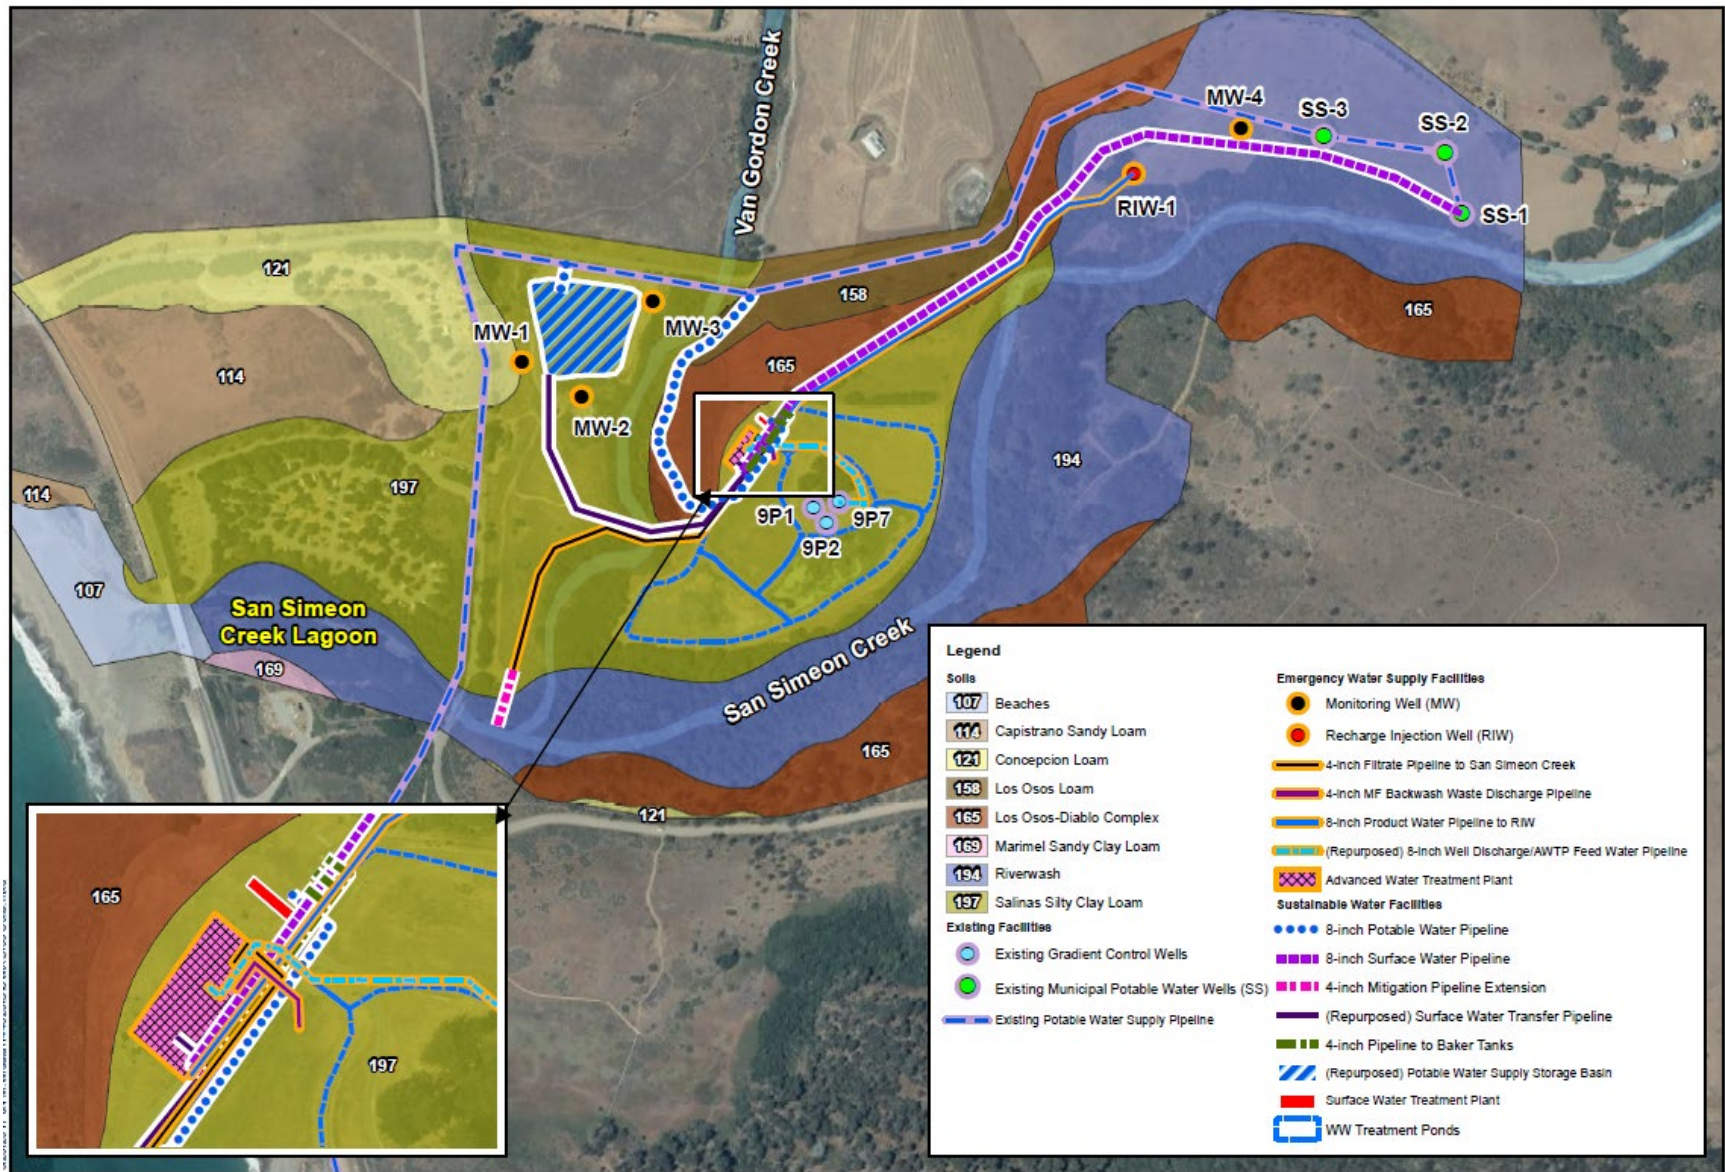 Van Gordon Creek
MW-4
SS-3
SS-2
RIW-1
SS-1
121
158
165
MW-1
MW-3
114
165
MW-2
194
114
197
9P1
9P7
9P2
107
San Simeon
Creek Lagoon
169
San Simeon Creek
165
121
165
197
Legend
Soils
107 Beaches
114 Capistrano Sandy Loam
121 Concepcion Loam
158 Los Osos Loam
165 Los Osos-Diablo Complex
169 Marimel Sandy Clay Loam
194 Riverwash
197 Salinas Silty Clay Loam
Existing Facilities
Existing Gradient Control Wells
Existing Municipal Potable Water Wells (SS)
Existing Potable Water Supply Pipeline
Emergency Water Supply Facilities
Monitoring Well (MW)
Recharge Injection Well (RIW)
4-inch Filtrate Pipeline to San Simeon Creek
4-inch MF Backwash Waste Discharge Pipeline
8-inch Product Water Pipeline to RIW
(Repurposed) 8-inch Well Discharge/AWTP Feed Water Pipeline
Advanced Water Treatment Plant
Sustainable Water Facilities
8-inch Potable Water Pipeline
8-inch Surface Water Pipeline
4-inch Mitigation Pipeline Extension
(Repurposed) Surface Water Transfer Pipeline
4-inch Pipeline to Baker Tanks
(Repurposed) Potable Water Supply Storage Basin
Surface Water Treatment Plant
WW Treatment Ponds